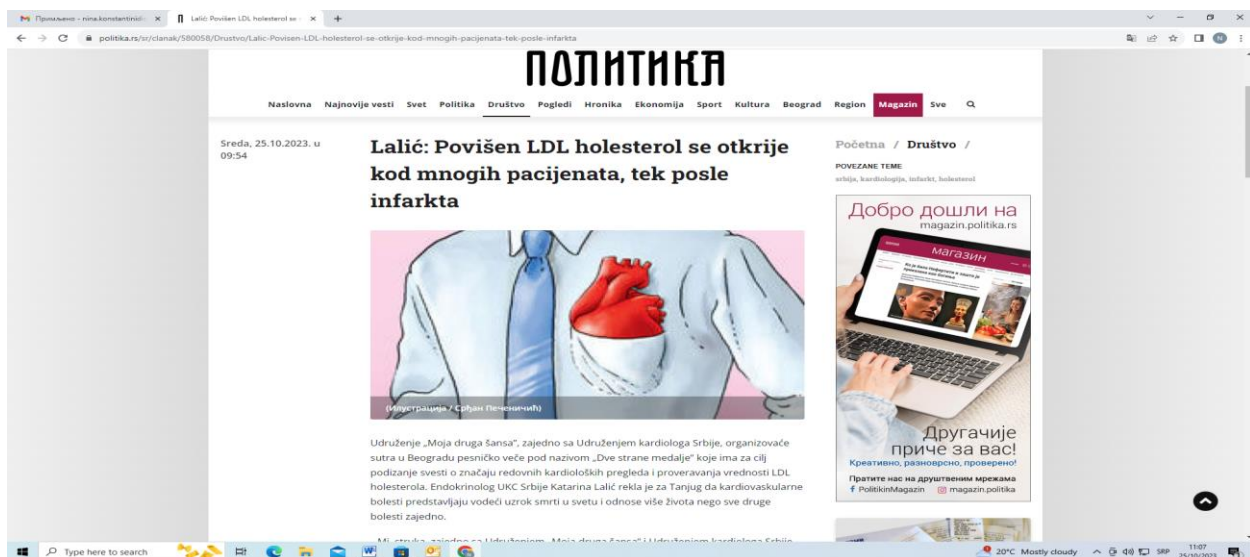 Примљено - nina.konstantinid
Lalić: Povišen LDL holesterol se
politika.rs/sr/clanak/580058/Drustvo/Lalic-Povisen-LDL-holesterol-se-otkrije-kod-mnogih-pacijenata-tek-posle-infarkta
ПОЛИТИКА
Naslovna Najnovije vesti Svet Politika Društvo Pogledi Hronika Ekonomija Sport Kultura Beograd Region Magazin Sve
Sreda, 25.10.2023. u
09:54
Lalić: Povišen LDL holesterol se otkrije
kod mnogih pacijenata, tek posle
infarkta
(Илустрација / Срђан Печеничић)
Udruženje „Moja druga šansa", zajedno sa Udruženjem kardiologa Srbije, organizovaće
sutra u Beogradu pesničko veče pod nazivom „Dve strane medalje" koje ima za cilj
podizanje svesti o značaju redovnih kardioloških pregleda i proveravanja vrednosti LDL
holesterola. Endokrinolog UKC Srbije Katarina Lalić rekla je za Tanjug da kardiovaskularne
bolesti predstavljaju vodeći uzrok smrti u svetu i odnose više života nego sve druge
bolesti zajedno.
Početna / Društvo /
POVEZANE TEME
srbija, kardiologija, infarkt, holesterol
Добро дошли на
magazin.politika.rs
магазин
Другачије
приче за вас!
Креативно, разноврсно, проверено!
Пратите нас на друштвеним мрежама
PolitikinMagazin magazin.politika
Type here to search
20°C Mostly cloudy
SRP
11:07
25/10/2023